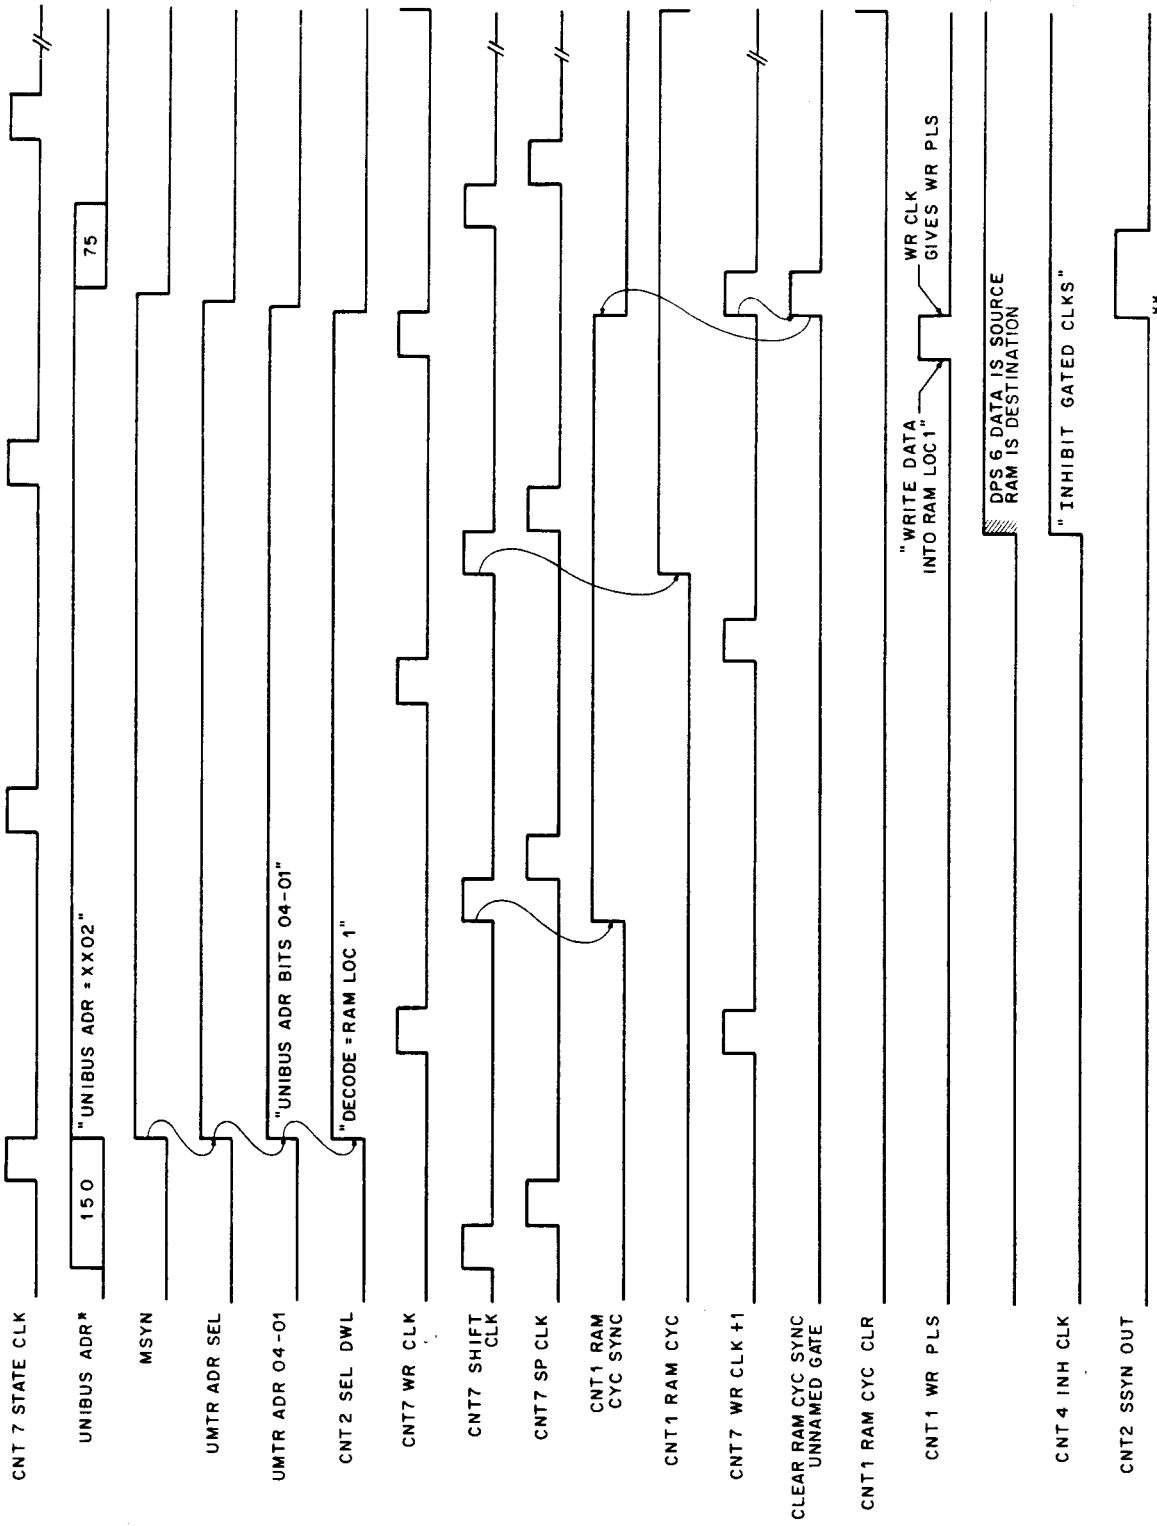 CNT 7 STATE CLK
UNIBUS ADR*
150
"UNIBUS ADR = XX02"
75
MSYN
UMTR ADR SEL
UMTR ADR 04-01
"UNIBUS ADR BITS 04-01"
CNT 2 SEL DWL
"DECODE = RAM LOC 1"
CNT7 WR CLK
CNT7 SHIFT
CLK
CNT7 SP CLK
CNT1 RAM
CYC SYNC
CNT1 RAM CYC
CNT7 WR CLK +1
CLEAR RAM CYC SYNC
UNNAMED GATE
CNT1 RAM CYC CLR
CNT1 WR PLS
"WRITE DATA
INTO RAM LOC1"
WR CLK
GIVES WR PLS
DPS 6 DATA IS SOURCE
RAM IS DESTINATION
CNT 4 INH CLK
"INHIBIT GATED CLKS"
CNT2 SSYN OUT
**